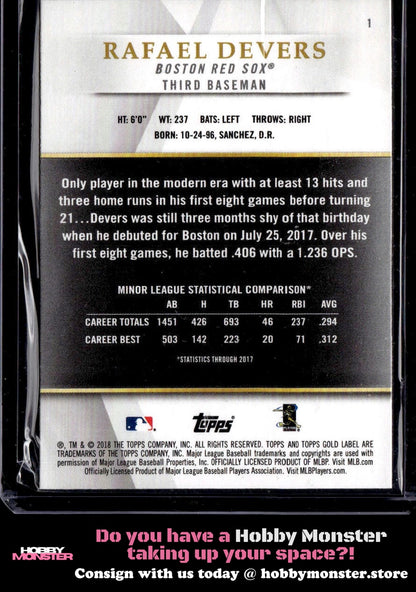 1
RAFAEL DEVERS
BOSTON RED SOX®
THIRD BASEMAN
HT: 6'0" WT: 237 BATS: LEFT THROWS: RIGHT
BORN: 10-24-96, SANCHEZ, D.R.
Only player in the modern era with at least 13 hits and
three home runs in his first eight games before turning
21...Devers was still three months shy of that birthday
when he debuted for Boston on July 25, 2017. Over his
first eight games, he batted .406 with a 1.236 OPS.
MINOR LEAGUE STATISTICAL COMPARISON*
AB H TB HR RBI AVG
CAREER TOTALS 1451 426 693 46 237 .294
CAREER BEST 503 142 223 20 71 .312
*STATISTICS THROUGH 2017
Topps
®, TM & © 2018 THE TOPPS COMPANY, INC. ALL RIGHTS RESERVED. TOPPS AND TOPPS GOLD LABEL ARE
TRADEMARKS OF THE TOPPS COMPANY, INC. Major League Baseball trademarks and copyrights are used with
permission of Major League Baseball Properties, Inc. OFFICIALLY LICENSED PRODUCT OF MLBP. Visit MLB.com
Officially Licensed Product of Major League Baseball Players Association. Visit MLBPlayers.com.
HOBBY
MONSTER
Do you have a Hobby Monster
taking up your space?!
Consign with us today @ hobbymonster.store